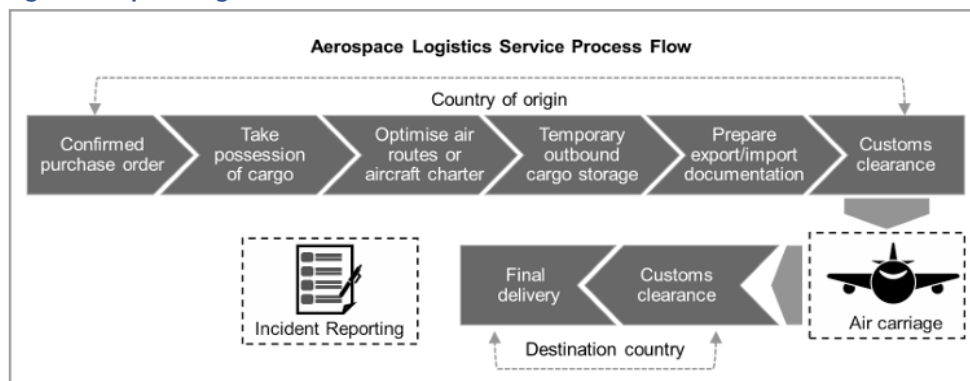 Aerospace Logistics Service Process Flow
Country of origin
Confirmed
purchase order
Take
possession
of cargo
Optimise air
routes or
aircraft charter
Temporary
outbound
cargo storage
Prepare
export/import
documentation
Customs
clearance
Incident Reporting
Final
delivery
Customs
clearance
Air carriage
Destination country